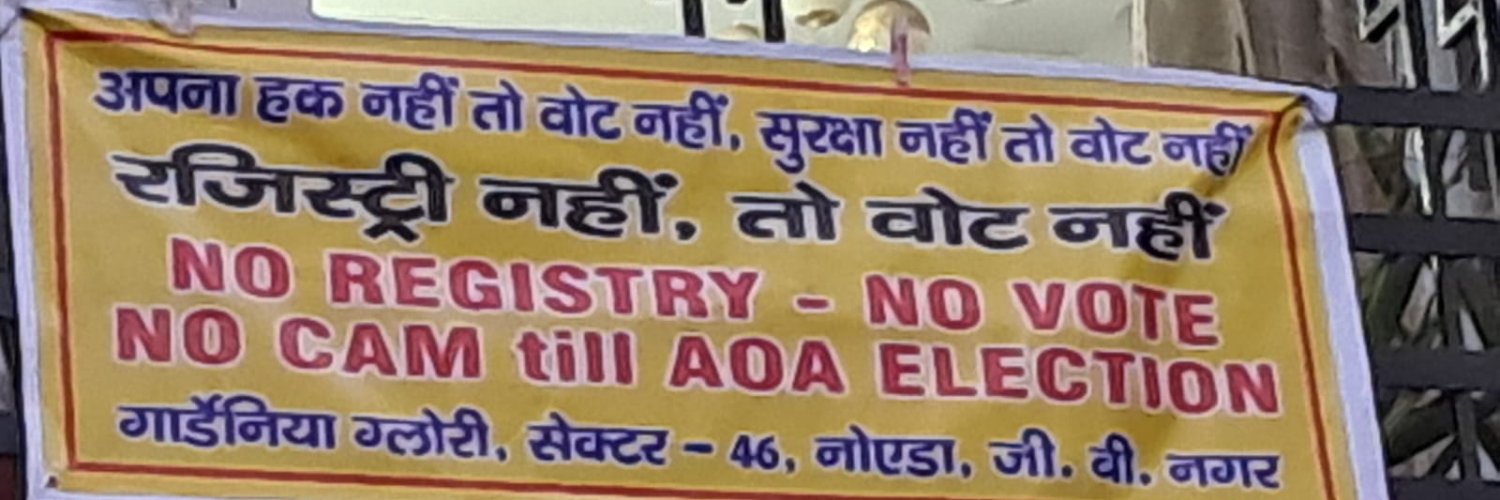 अपना हक नहीं तो वोट नहीं, सुरक्षा नहीं तो वोट नहीं
रजिस्ट्री नहीं, तो वोट नहीं
NO REGISTRY - NO VOTE
NO CAM till AOA ELECTION
गार्डेनिया ग्लोरी, सेक्टर - 46, नोएडा, जी. वी. नगर